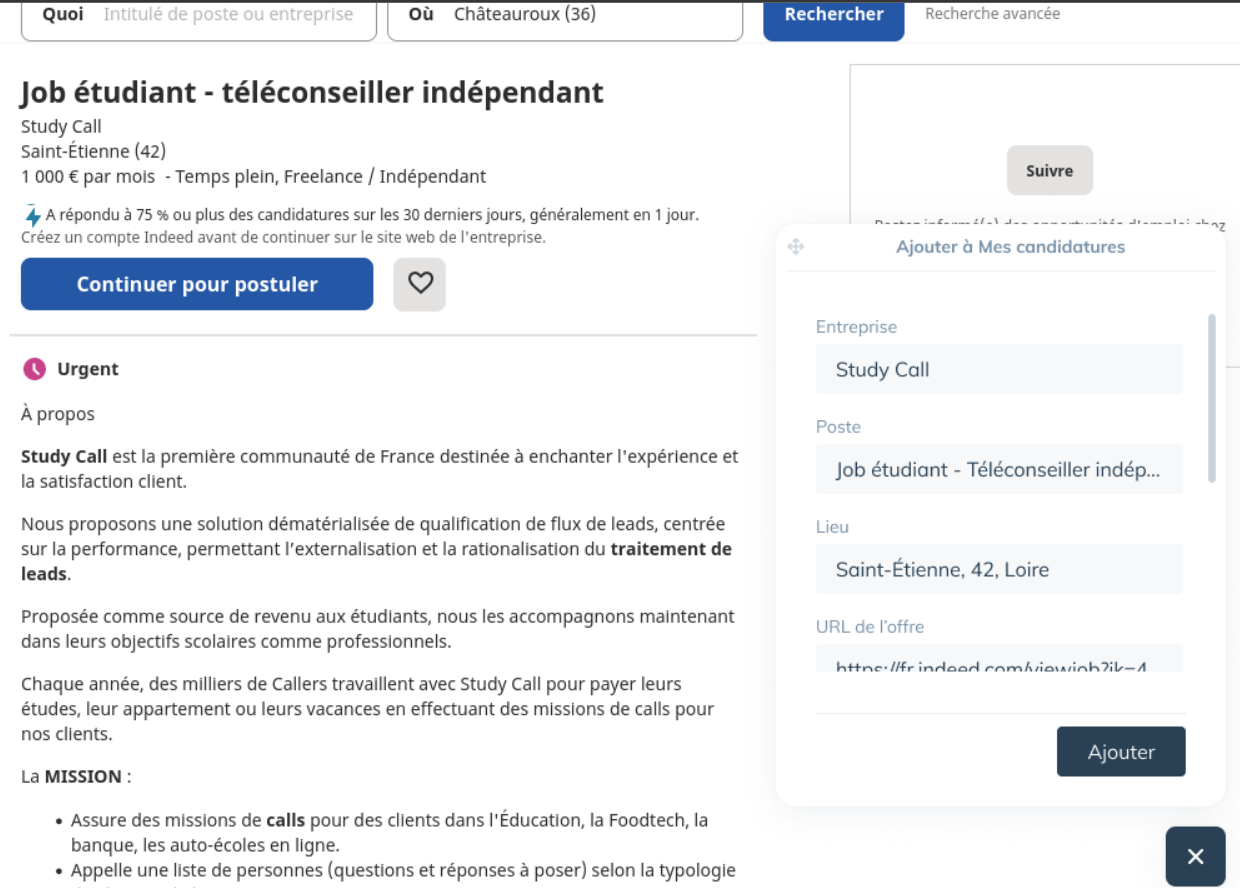 Quoi Intitulé de poste ou entreprise
Où Châteauroux (36)
Rechercher
Recherche avancée
Job étudiant - téléconseiller indépendant
Study Call
Saint-Étienne (42)
1 000 € par mois - Temps plein, Freelance / Indépendant
A répondu à 75 % ou plus des candidatures sur les 30 derniers jours, généralement en 1 jour.
Créez un compte Indeed avant de continuer sur le site web de l'entreprise.
Continuer pour postuler
Urgent
À propos
Study Call est la première communauté de France destinée à enchanter l'expérience et
la satisfaction client.
Nous proposons une solution dématérialisée de qualification de flux de leads, centrée
sur la performance, permettant l’externalisation et la rationalisation du traitement de
leads.
Proposée comme source de revenu aux étudiants, nous les accompagnons maintenant
dans leurs objectifs scolaires comme professionnels.
Chaque année, des milliers de Callers travaillent avec Study Call pour payer leurs
études, leur appartement ou leurs vacances en effectuant des missions de calls pour
nos clients.
La MISSION :
• Assure des missions de calls pour des clients dans l'Éducation, la Foodtech, la
banque, les auto-écoles en ligne.
• Appelle une liste de personnes (questions et réponses à poser) selon la typologie
Suivre
Restez informé(e) des opportunités d'emploi chez
Ajouter à Mes candidatures
Entreprise
Study Call
Poste
Job étudiant - Téléconseiller indép...
Lieu
Saint-Étienne, 42, Loire
URL de l’offre
https://fr.indeed.com/viewjob?jk=4
Ajouter